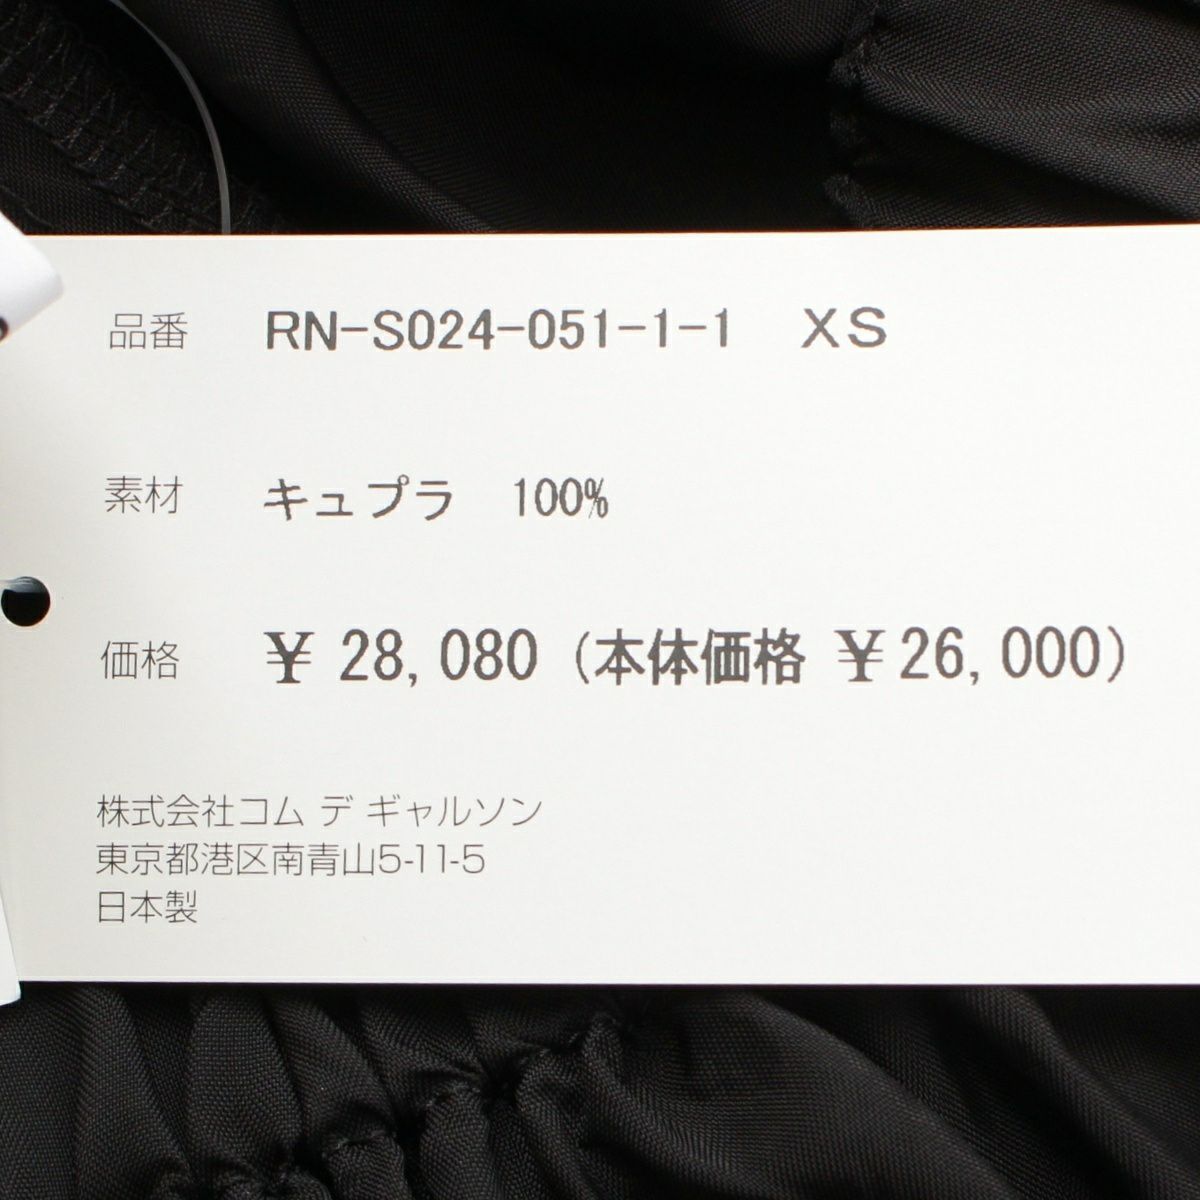 品番 RN-S024-051-1-1 XS
素材 キュプラ 100%
価格 ¥ 28,080 (本体価格 ¥26,000)
株式会社コム デ ギャルソン
東京都港区南青山5-11-5
日本製